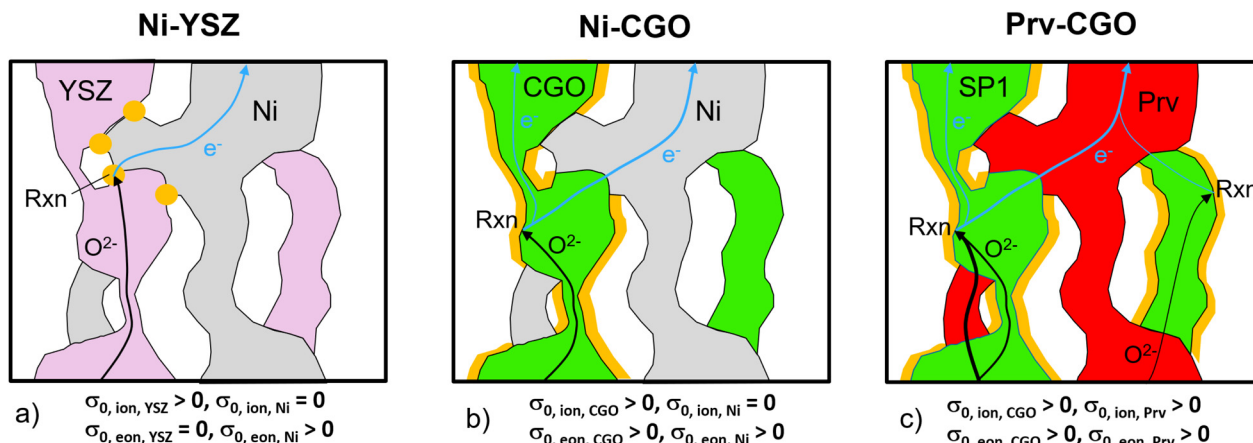 Ni-YSZ
Ni-CGO
Prv-CGO
YSZ
Ni
e-
Rxn
O2-
CGO
Ni
e-
e-
Rxn
O2-
SP1
Prv
e-
e-
Rxn
Rxn
O2-
O2-
a)
σ0, ion, YSZ > 0, σ0, ion, Ni = 0
σ0, eon, YSZ = 0, σ0, eon, Ni > 0
b)
σ0, ion, CGO > 0, σ0, ion, Ni = 0
σ0, eon, CGO > 0, σ0, eon, Ni > 0
c)
σ0, ion, CGO > 0, σ0, ion, Prv > 0
σ0, eon, CGO > 0, σ0, eon, Prv > 0